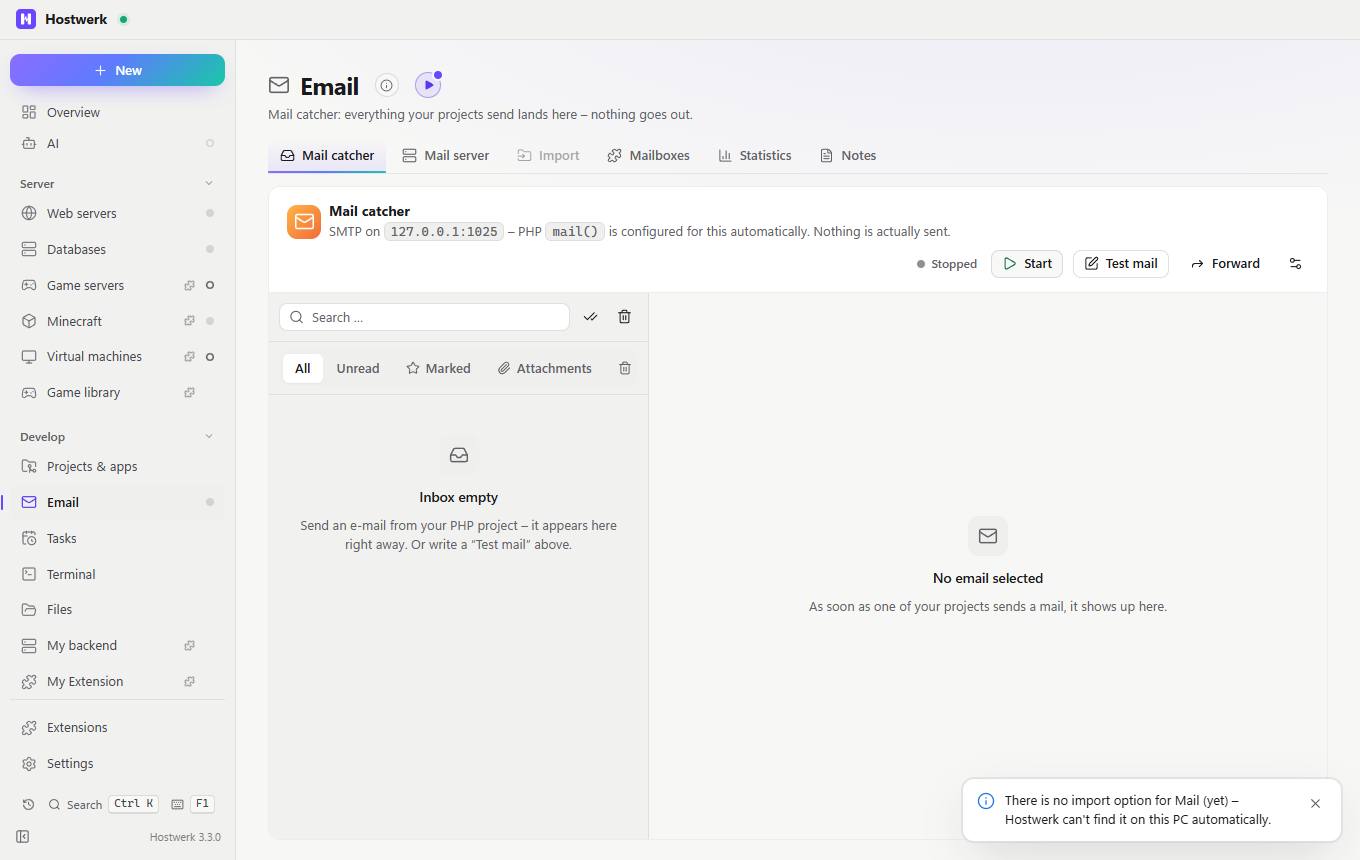 Hostwerk
New
Overview
AI
Server
Web servers
Databases
Game servers
Minecraft
Virtual machines
Game library
Develop
Projects & apps
Email
Tasks
Terminal
Files
My backend
My Extension
Extensions
Settings
Search Ctrl K F1
Hostwerk 3.3.0
Email
Mail catcher: everything your projects send lands here – nothing goes out.
Mail catcher Mail server Import Mailboxes Statistics Notes
Mail catcher
SMTP on 127.0.0.1:1025 – PHP mail() is configured for this automatically. Nothing is actually sent.
Stopped Start Test mail Forward
Search ...
All Unread Marked Attachments
Inbox empty
Send an e-mail from your PHP project – it appears here
right away. Or write a “Test mail” above.
No email selected
As soon as one of your projects sends a mail, it shows up here.
There is no import option for Mail (yet) –
Hostwerk can't find it on this PC automatically.